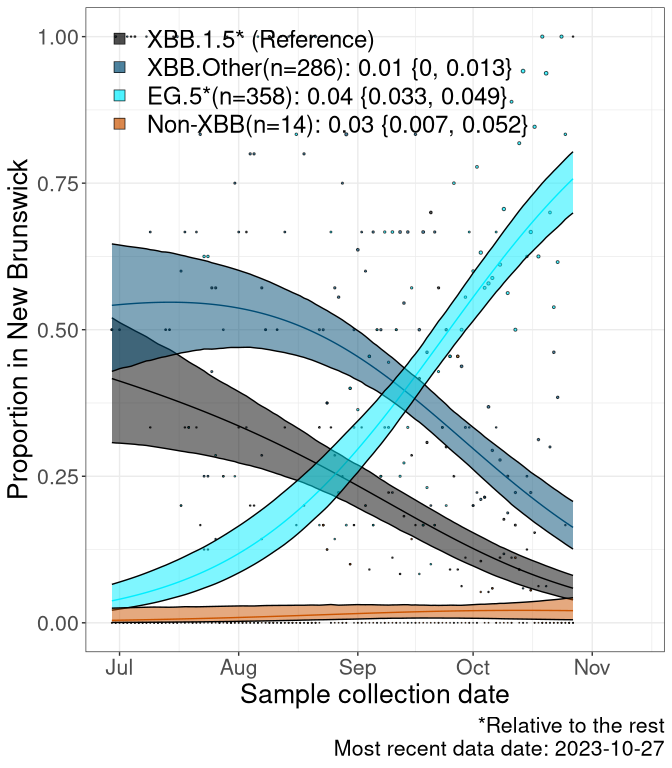 XBB.1.5* (Reference)
XBB.Other(n=286): 0.01 {0, 0.013}
EG.5*(n=358): 0.04 {0.033, 0.049}
Non-XBB(n=14): 0.03 {0.007, 0.052}
1.00
0.75
0.50
0.25
0.00
Proportion in New Brunswick
Jul Aug Sep Oct Nov
Sample collection date
*Relative to the rest
Most recent data date: 2023-10-27